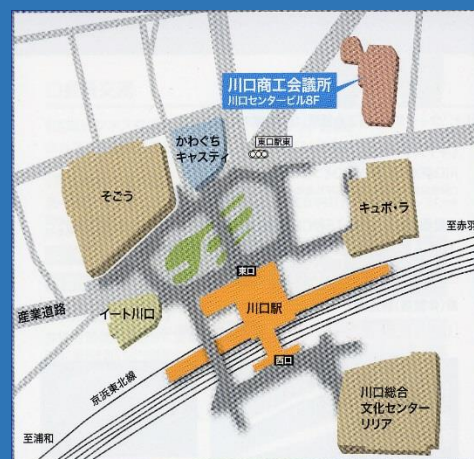 川口商工会議所
川口センタービル8F
かわぐち
キャスティ
東口駅東
そごう
キュポ・ラ
至赤羽
東口
川口駅
産業道路
イート川口
西口
京浜東北線
川口総合
文化センター
リリア
至浦和